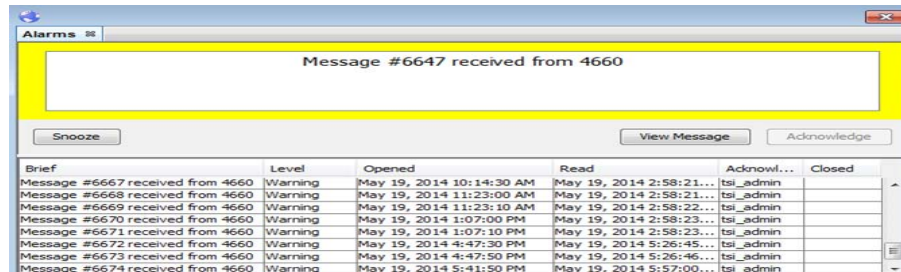 Alarms
Message #6647 received from 4660
Snooze View Message Acknowledge
Brief Level Opened Read Acknowl... Closed
Message #6667 received from 4660 Warning May 19, 2014 10:14:30 AM May 19, 2014 2:58:21... tsi_admin
Message #6668 received from 4660 Warning May 19, 2014 11:23:00 AM May 19, 2014 2:58:21... tsi_admin
Message #6669 received from 4660 Warning May 19, 2014 11:23:10 AM May 19, 2014 2:58:22... tsi_admin
Message #6670 received from 4660 Warning May 19, 2014 1:07:00 PM May 19, 2014 2:58:23... tsi_admin
Message #6671 received from 4660 Warning May 19, 2014 1:07:10 PM May 19, 2014 2:58:23... tsi_admin
Message #6672 received from 4660 Warning May 19, 2014 4:47:30 PM May 19, 2014 5:26:45... tsi_admin
Message #6673 received from 4660 Warning May 19, 2014 4:47:50 PM May 19, 2014 5:26:46... tsi_admin
Message #6674 received from 4660 Warning May 19, 2014 5:41:50 PM May 19, 2014 5:57:00... tsi_admin